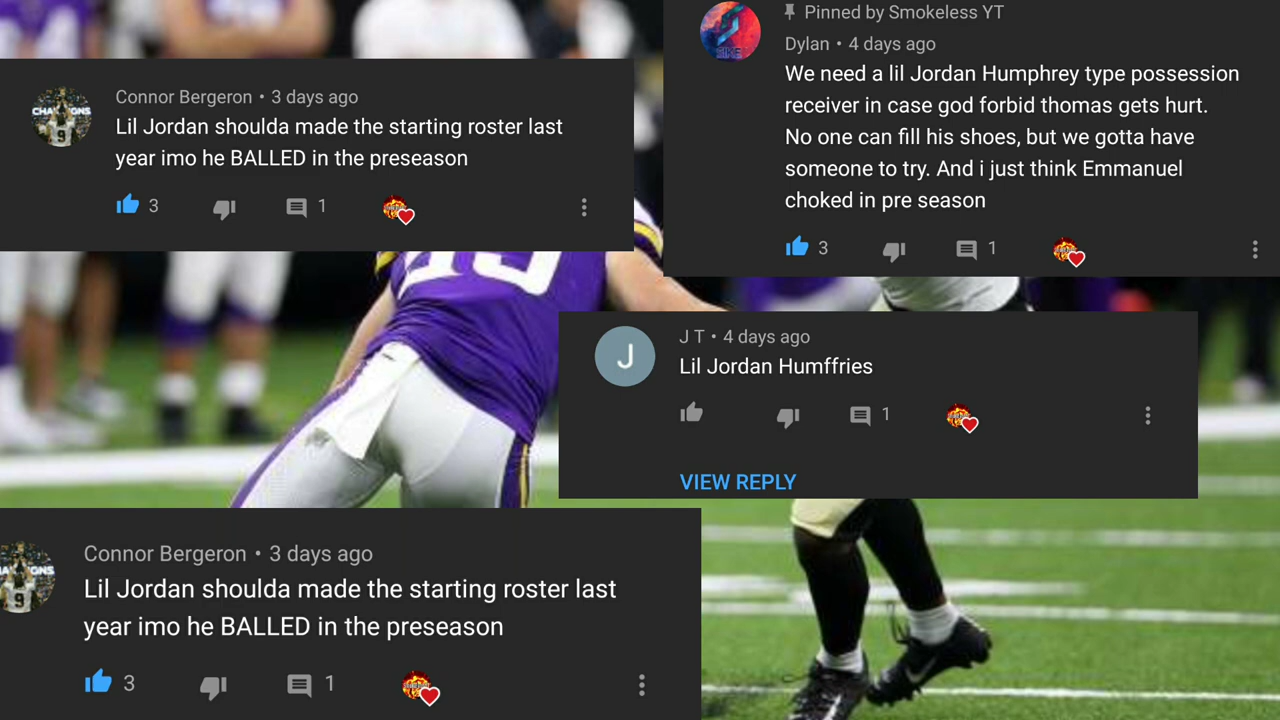 Connor Bergeron • 3 days ago
Lil Jordan shoulda made the starting roster last
year imo he BALLED in the preseason
3
1
Pinned by Smokeless YT
Dylan • 4 days ago
We need a lil Jordan Humphrey type possession
receiver in case god forbid thomas gets hurt.
No one can fill his shoes, but we gotta have
someone to try. And i just think Emmanuel
choked in pre season
3
1
J
J T • 4 days ago
Lil Jordan Humffries
1
VIEW REPLY
Connor Bergeron • 3 days ago
Lil Jordan shoulda made the starting roster last
year imo he BALLED in the preseason
3
1